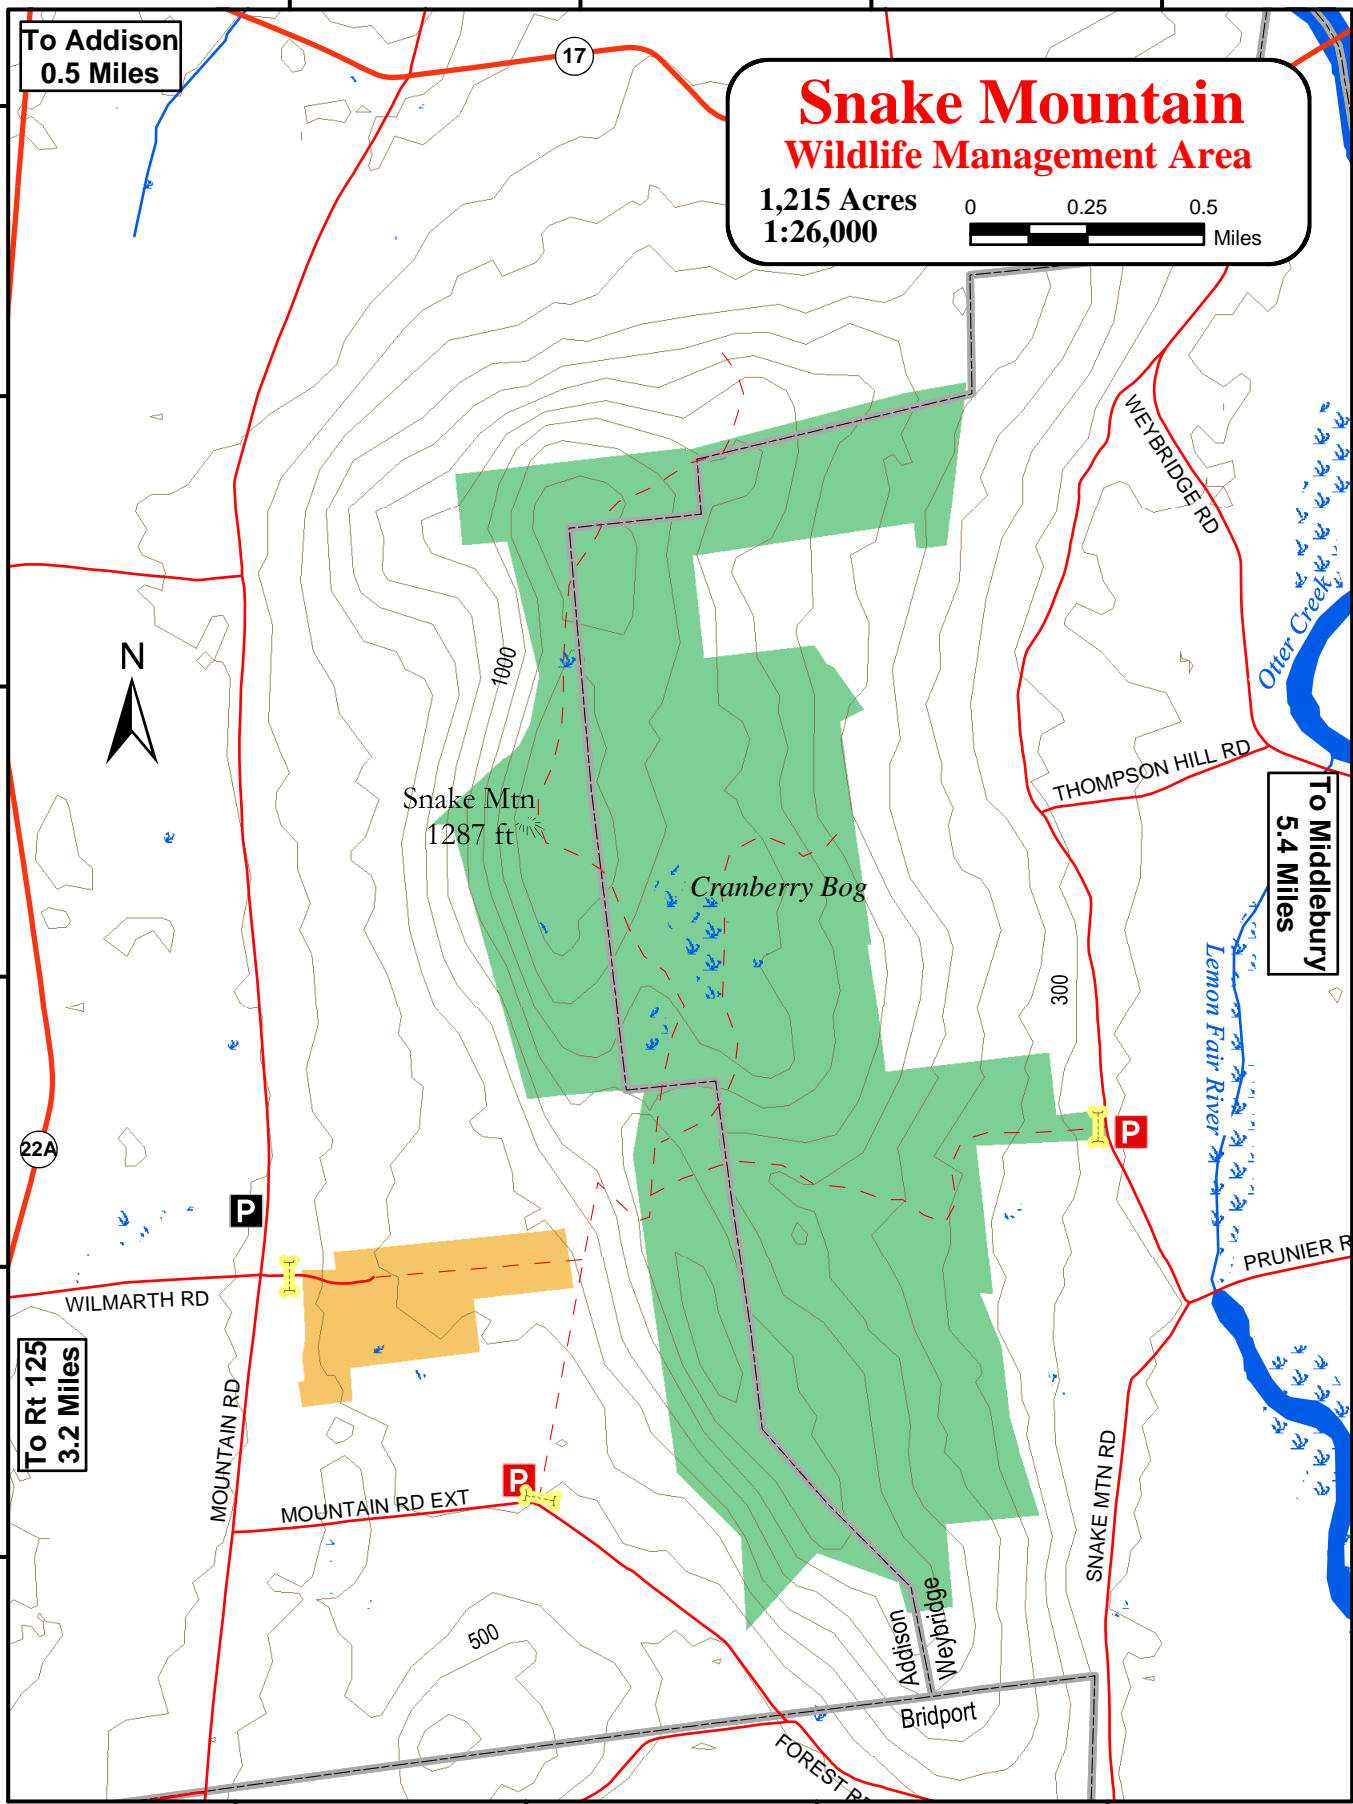 To Addison
0.5 Miles
17
Snake Mountain
Wildlife Management Area
1,215 Acres
1:26,000
0 0.25 0.5
Miles
WEYBRIDGE RD
Otter Creek
N
1000
THOMPSON HILL RD
Snake Mtn
1287 ft
To Middlebury
5.4 Miles
Cranberry Bog
300
Lemon Fair River
22A
P
P
PRUNIER R
WILMARTH RD
To Rt 125
3.2 Miles
MOUNTAIN RD
P
MOUNTAIN RD EXT
SNAKE MTN RD
500
Addison
Weybridge
Bridport
FOREST RD